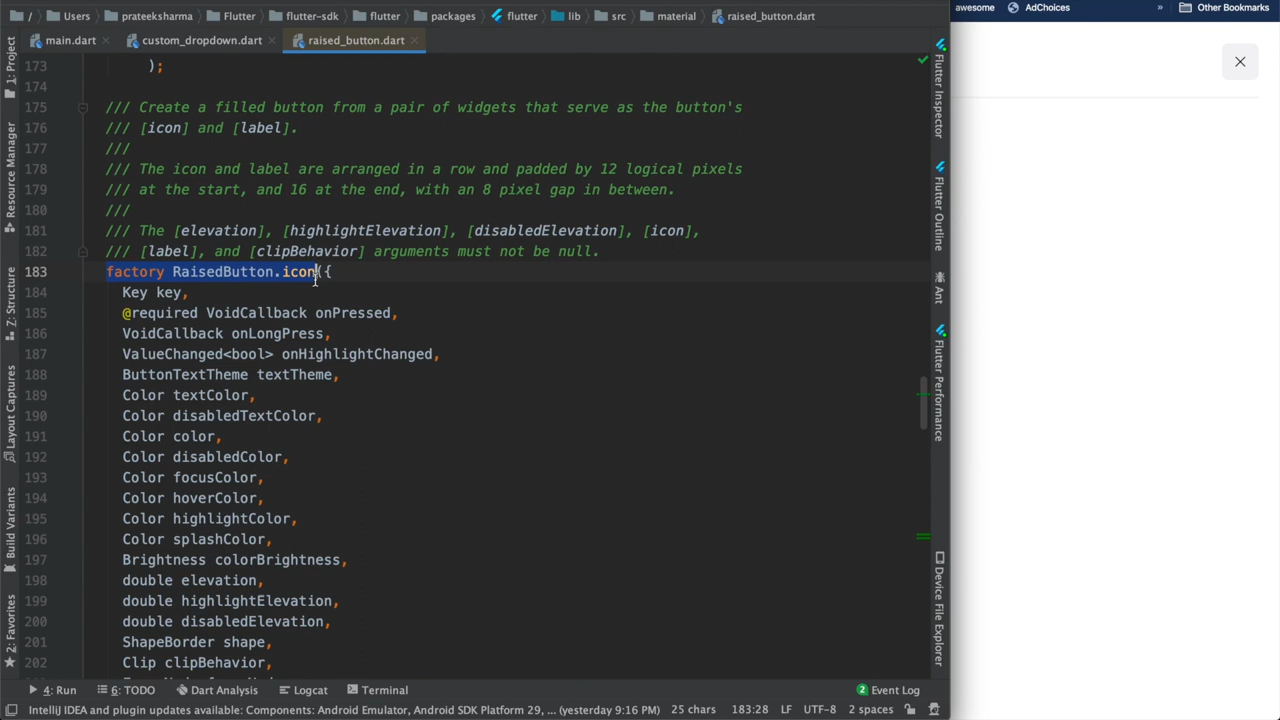 / Users prateeksharma Flutter flutter-sdk flutter packages flutter lib src material raised_button.dart
awesome AdChoices » Other Bookmarks
main.dart custom_dropdown.dart raised_button.dart
1: Project
Resource Manager
Z: Structure
Layout Captures
Build Variants
2: Favorites
173 );
174
175 /// Create a filled button from a pair of widgets that serve as the button's
176 /// [icon] and [label].
177 ///
178 /// The icon and label are arranged in a row and padded by 12 logical pixels
179 /// at the start, and 16 at the end, with an 8 pixel gap in between.
180 ///
181 /// The [elevation], [highlightElevation], [disabledElevation], [icon],
182 /// [label], and [clipBehavior] arguments must not be null.
183 factory RaisedButton.icon({
184 Key key,
185 @required VoidCallback onPressed,
186 VoidCallback onLongPress,
187 ValueChanged<bool> onHighlightChanged,
188 ButtonTextTheme textTheme,
189 Color textColor,
190 Color disabledTextColor,
191 Color color,
192 Color disabledColor,
193 Color focusColor,
194 Color hoverColor,
195 Color highlightColor,
196 Color splashColor,
197 Brightness colorBrightness,
198 double elevation,
199 double highlightElevation,
200 double disabledElevation,
201 ShapeBorder shape,
202 Clip clipBehavior,
Flutter Inspector
Flutter Outline
Ant
Flutter Performance
Device File Explorer
4: Run 6: TODO Dart Analysis Logcat Terminal 2 Event Log
IntelliJ IDEA and plugin updates available: Components: Android Emulator, Android SDK Platform 29, ... (yesterday 9:16 PM) 25 chars 183:28 LF UTF-8 2 spaces